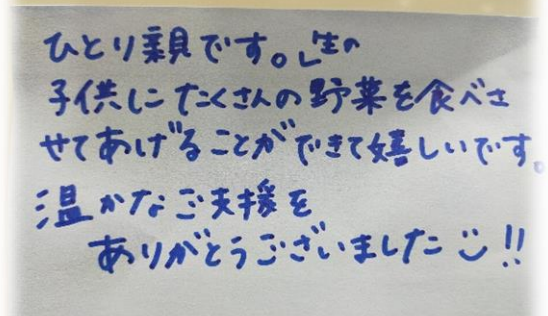 ひとり親です。生の
子供にたくさんの野菜を食べさ
せてあげることができて嬉しいです。
温かなご支援を
ありがとうございました!!